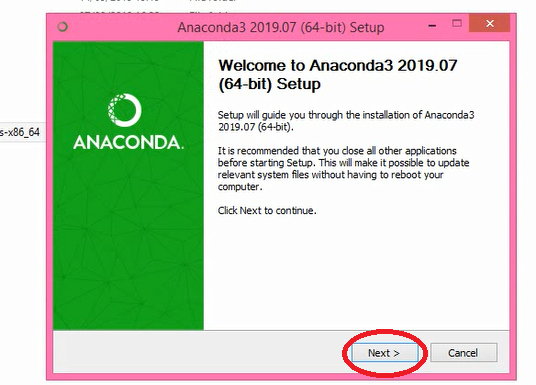 Anaconda3 2019.07 (64-bit) Setup
Welcome to Anaconda3 2019.07
(64-bit) Setup
Setup will guide you through the installation of Anaconda3
2019.07 (64-bit).
It is recommended that you close all other applications
before starting Setup. This will make it possible to update
relevant system files without having to reboot your
computer.
Click Next to continue.
s-x86_64
ANACONDA.
Next >
Cancel